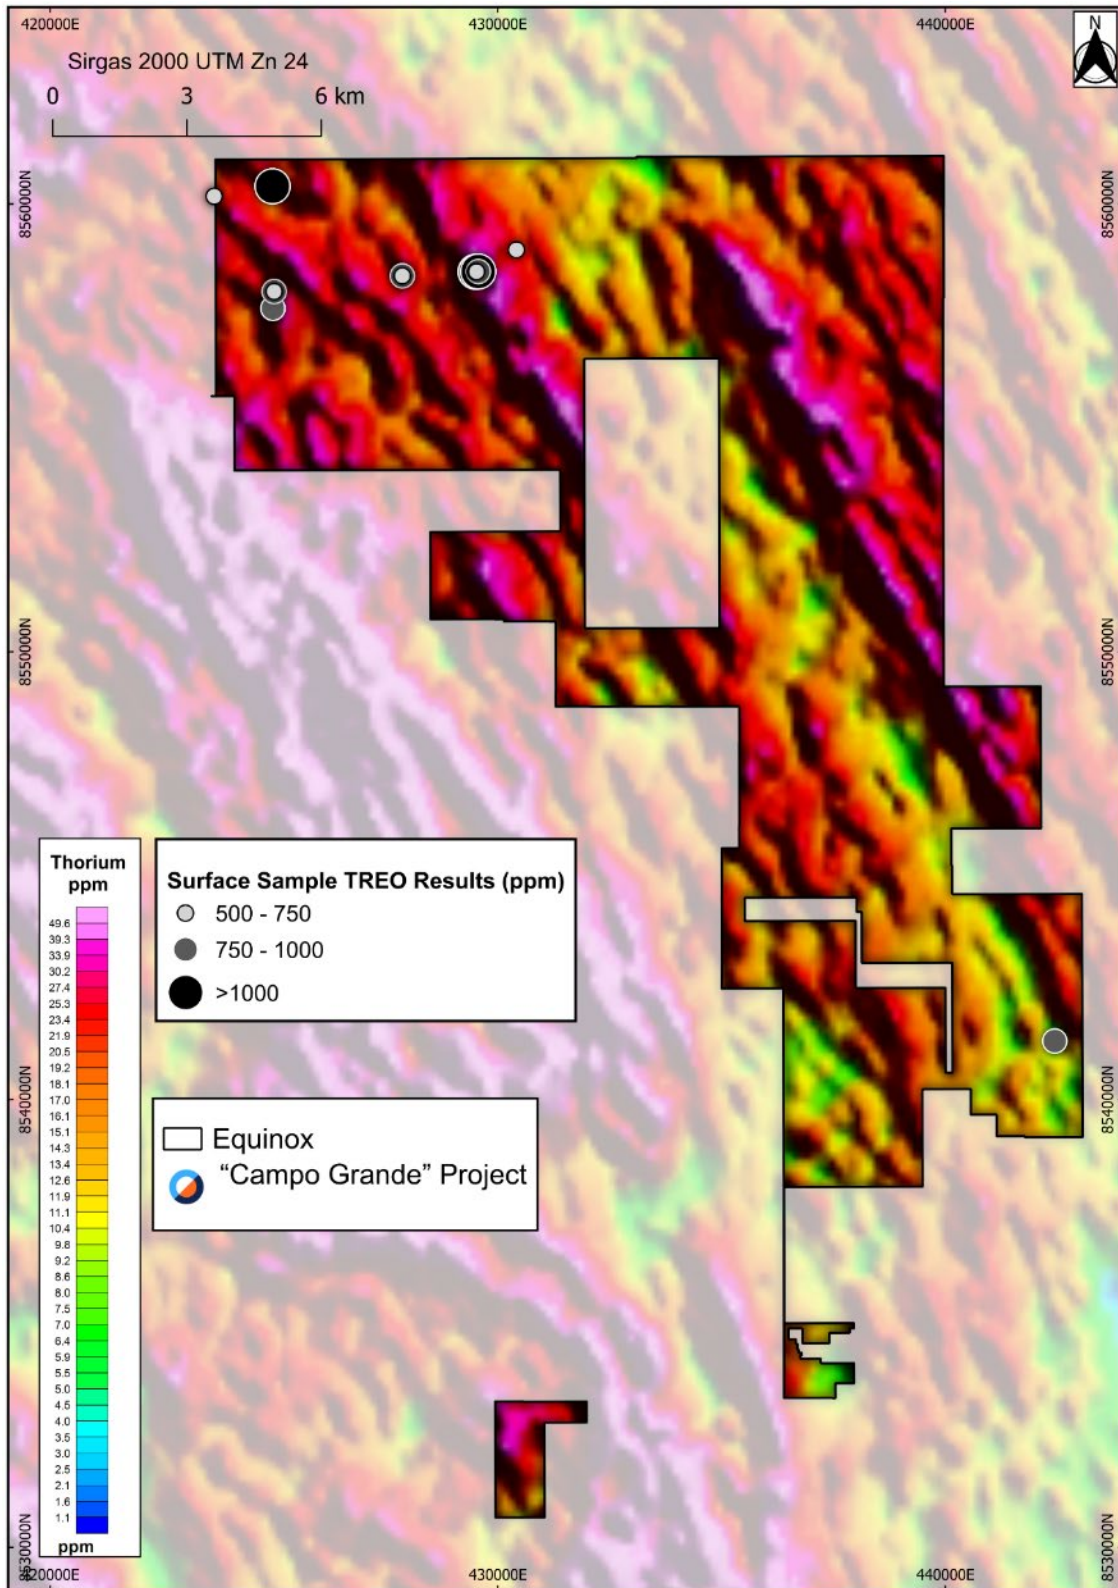 420000E 430000E 440000E
Sirgas 2000 UTM Zn 24
N
0 3 6 km
8560000N 8560000N
8550000N 8550000N
Thorium
ppm
49.6
39.3
33.9
30.2
27.4
25.3
23.4
21.9
20.5
19.2
18.1
17.0
16.1
15.1
14.3
13.4
12.6
11.9
11.1
10.4
9.8
9.2
8.6
8.0
7.5
7.0
6.4
5.9
5.5
5.0
4.5
4.0
3.5
3.0
2.5
2.1
1.6
1.1
ppm
Surface Sample TREO Results (ppm)
500 - 750
750 - 1000
>1000
8540000N 8540000N
Equinox
“Campo Grande” Project
8530000N 8530000N
420000E 430000E 440000E